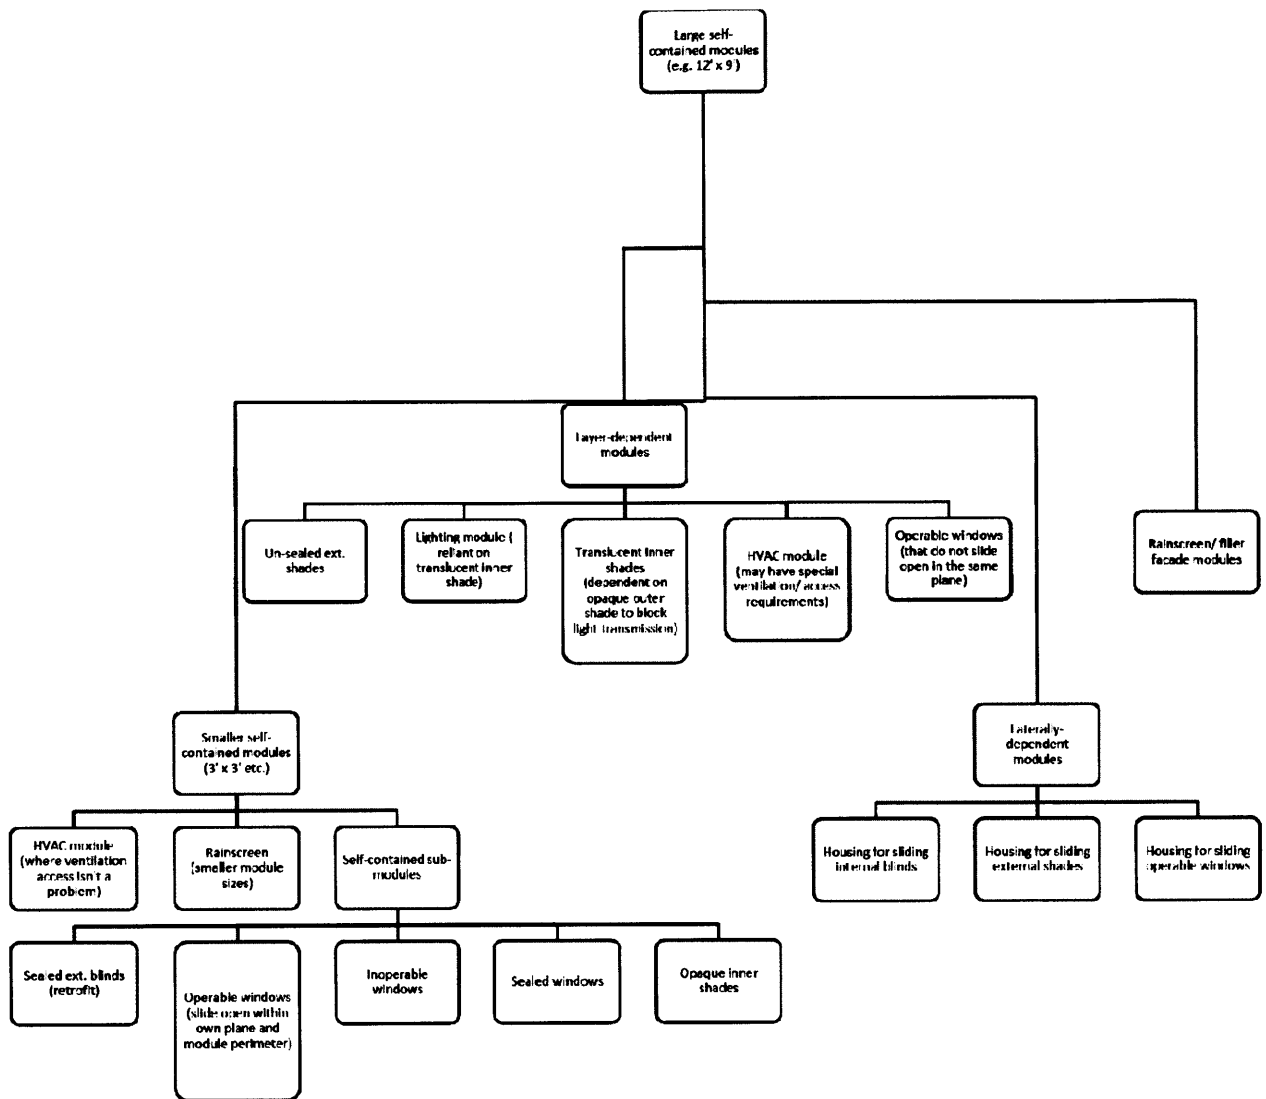 Large self-
contained modules
(e.g. 12' x 9')
Layer-dependent
modules
Un-sealed ext.
shades
Lighting module (
reliant on
translucent inner
shade)
Translucent inner
shades
(dependent on
opaque outer
shade to block
light transmission)
HVAC module
(may have special
ventilation/ access
requirements)
Operable windows
(that do not slide
open in the same
plane)
Rainscreen/ filler
facade modules
Smaller self-
contained modules
(3' x 3' etc.)
Laterally-
dependent
modules
HVAC module
(where ventilation
access isn't a
problem)
Rainscreen
(smaller module
sizes)
Self-contained sub-
modules
Housing for sliding
internal blinds
Housing for sliding
external shades
Housing for sliding
operable windows
Sealed ext. blinds
(retrofit)
Operable windows
(slide open within
own plane and
module perimeter)
Inoperable
windows
Sealed windows
Opaque inner
shades